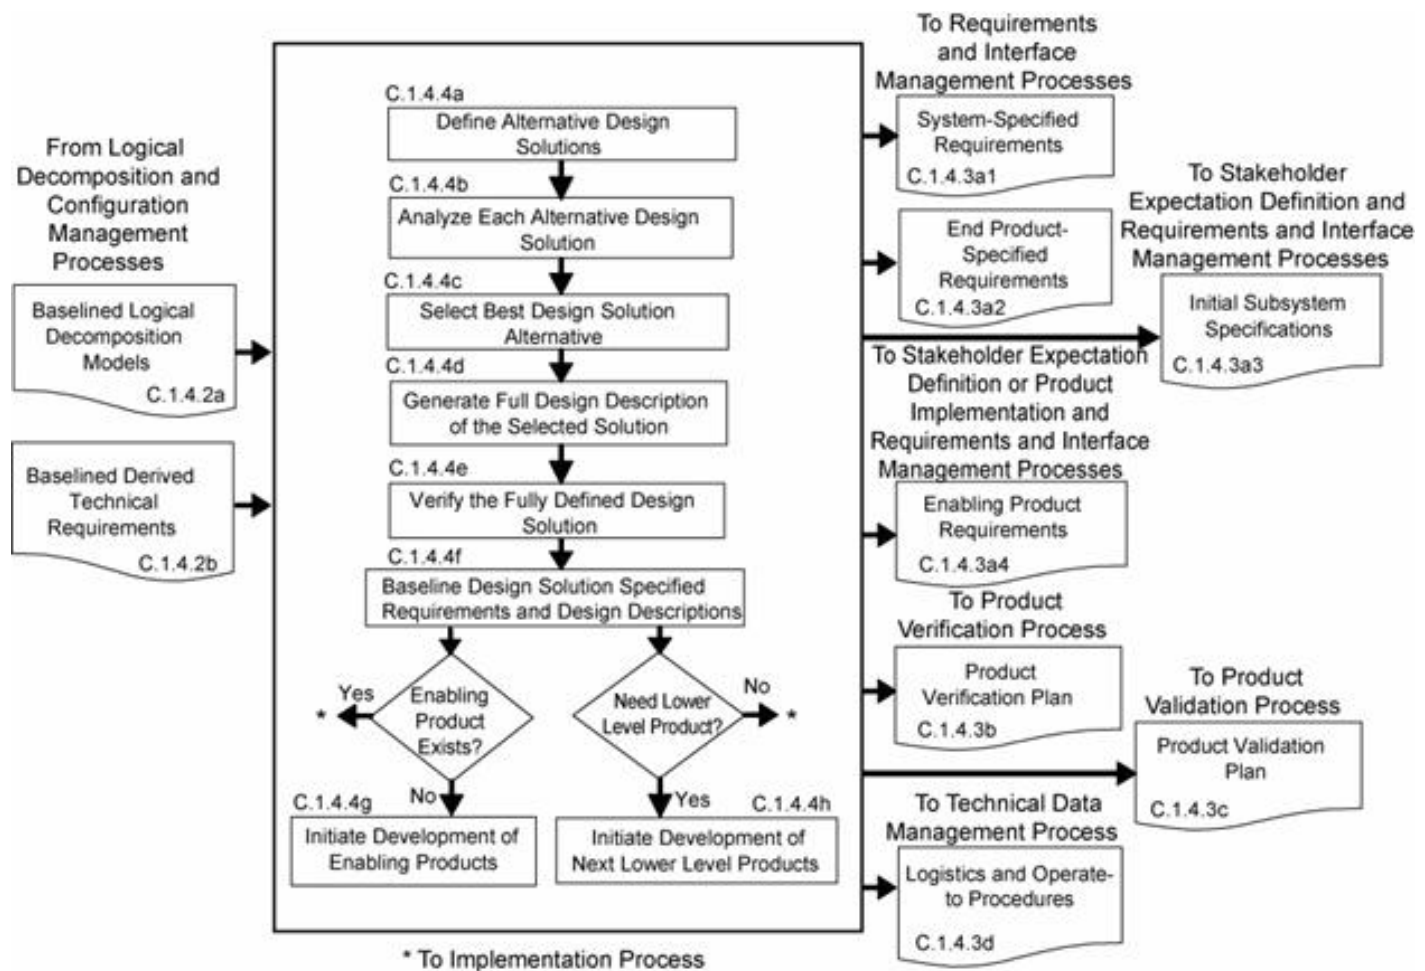 From Logical
Decomposition and
Configuration
Management
Processes
Baselined Logical
Decomposition
Models
C.1.4.2a
Baselined Derived
Technical
Requirements
C.1.4.2b
C.1.4.4a
Define Alternative Design
Solutions
C.1.4.4b
Analyze Each Alternative Design
Solution
C.1.4.4c
Select Best Design Solution
Alternative
C.1.4.4d
Generate Full Design Description
of the Selected Solution
C.1.4.4e
Verify the Fully Defined Design
Solution
C.1.4.4f
Baseline Design Solution Specified
Requirements and Design Descriptions
Yes
*
Enabling
Product
Exists?
Need Lower
Level Product?
No
*
C.1.4.4g
No
Initiate Development of
Enabling Products
Yes
C.1.4.4h
Initiate Development of
Next Lower Level Products
* To Implementation Process
To Requirements
and Interface
Management Processes
System-Specified
Requirements
C.1.4.3a1
End Product-
Specified
Requirements
C.1.4.3a2
To Stakeholder
Expectation Definition and
Requirements and Interface
Management Processes
Initial Subsystem
Specifications
C.1.4.3a3
To Stakeholder Expectation
Definition or Product
Implementation and
Requirements and Interface
Management Processes
Enabling Product
Requirements
C.1.4.3a4
To Product
Verification Process
Product
Verification Plan
C.1.4.3b
To Product
Validation Process
Product Validation
Plan
C.1.4.3c
To Technical Data
Management Process
Logistics and Operate-
to Procedures
C.1.4.3d